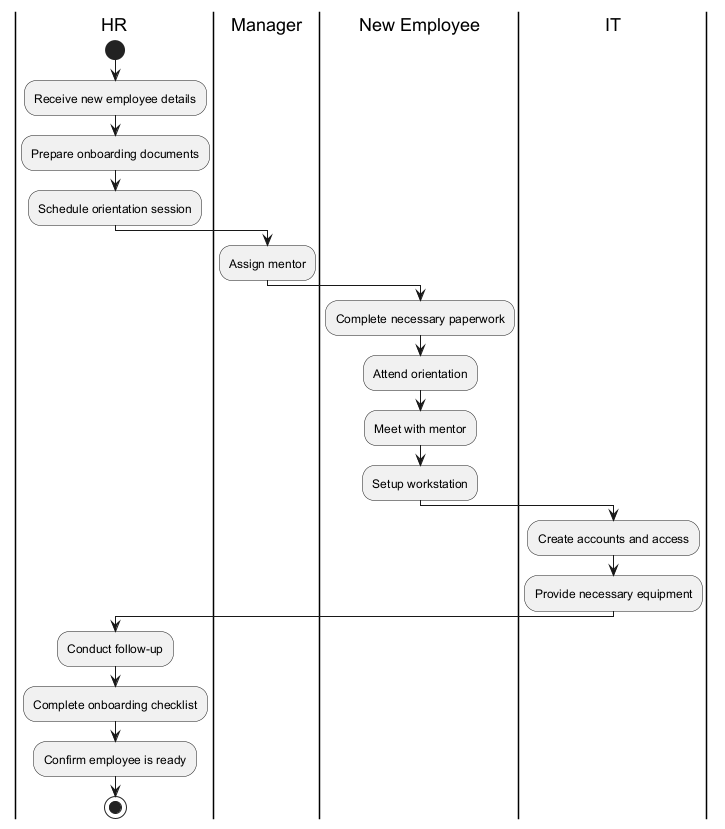 HR
Manager
New Employee
IT
Receive new employee details
Prepare onboarding documents
Schedule orientation session
Assign mentor
Complete necessary paperwork
Attend orientation
Meet with mentor
Setup workstation
Create accounts and access
Provide necessary equipment
Conduct follow-up
Complete onboarding checklist
Confirm employee is ready